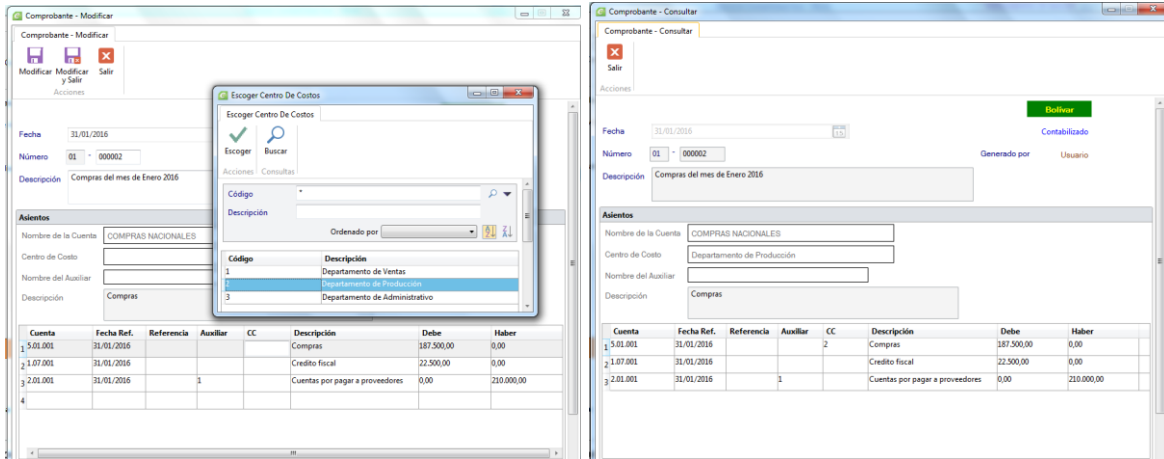 Comprobante - Modificar
Comprobante - Modificar
Modificar Modificar y Salir Salir
Acciones
Fecha 31/01/2016
Número 01 - 000002
Descripción Compras del mes de Enero 2016
Asientos
Nombre de la Cuenta COMPRAS NACIONALES
Centro de Costo
Nombre del Auxiliar
Descripción Compras
Cuenta Fecha Ref. Referencia Auxiliar CC Descripción Debe Haber
1 5.01.001 31/01/2016 Compras 187.500,00 0,00
2 1.07.001 31/01/2016 Credito fiscal 22.500,00 0,00
3 2.01.001 31/01/2016 1 Cuentas por pagar a proveedores 0,00 210.000,00
4
Escoger Centro De Costos
Escoger Centro De Costos
Escoger Buscar
Acciones Consultas
Código *
Descripción
Ordenado por
Código Descripción
1 Departamento de Ventas
2 Departamento de Producción
3 Departamento de Administrativo
Comprobante - Consultar
Comprobante - Consultar
Salir
Acciones
Bolívar
Fecha 31/01/2016 15 Contabilizado
Número 01 - 000002 Generado por Usuario
Descripción Compras del mes de Enero 2016
Asientos
Nombre de la Cuenta COMPRAS NACIONALES
Centro de Costo Departamento de Producción
Nombre del Auxiliar
Descripción Compras
Cuenta Fecha Ref. Referencia Auxiliar CC Descripción Debe Haber
1 5.01.001 31/01/2016 2 Compras 187.500,00 0,00
2 1.07.001 31/01/2016 Credito fiscal 22.500,00 0,00
3 2.01.001 31/01/2016 1 Cuentas por pagar a proveedores 0,00 210.000,00